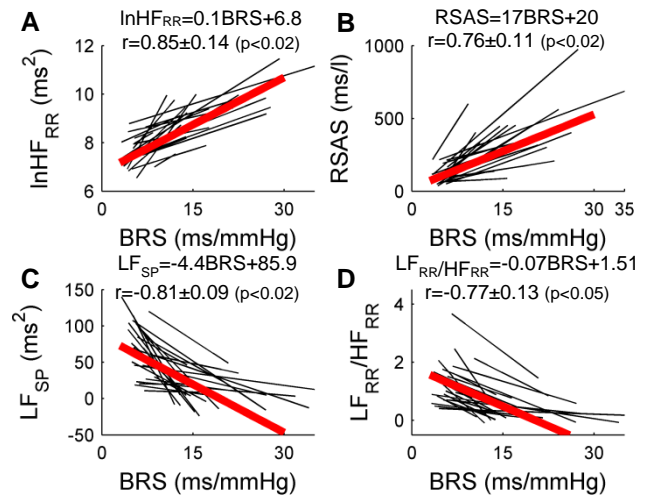 A
lnHF_RR=0.1BRS+6.8
r=0.85±0.14 (p<0.02)
12
10
8
6
lnHF_RR (ms²)
0
15
30
BRS (ms/mmHg)
B
RSAS=17BRS+20
r=0.76±0.11 (p<0.02)
1000
500
0
RSAS (ms/l)
0
15
30
35
BRS (ms/mmHg)
C
LF_SP=-4.4BRS+85.9
r=-0.81±0.09 (p<0.02)
150
100
50
0
-50
LF_SP (ms²)
0
15
30
BRS (ms/mmHg)
D
LF_RR/HF_RR=-0.07BRS+1.51
r=-0.77±0.13 (p<0.05)
4
2
0
LF_RR/HF_RR
0
15
30
35
BRS (ms/mmHg)